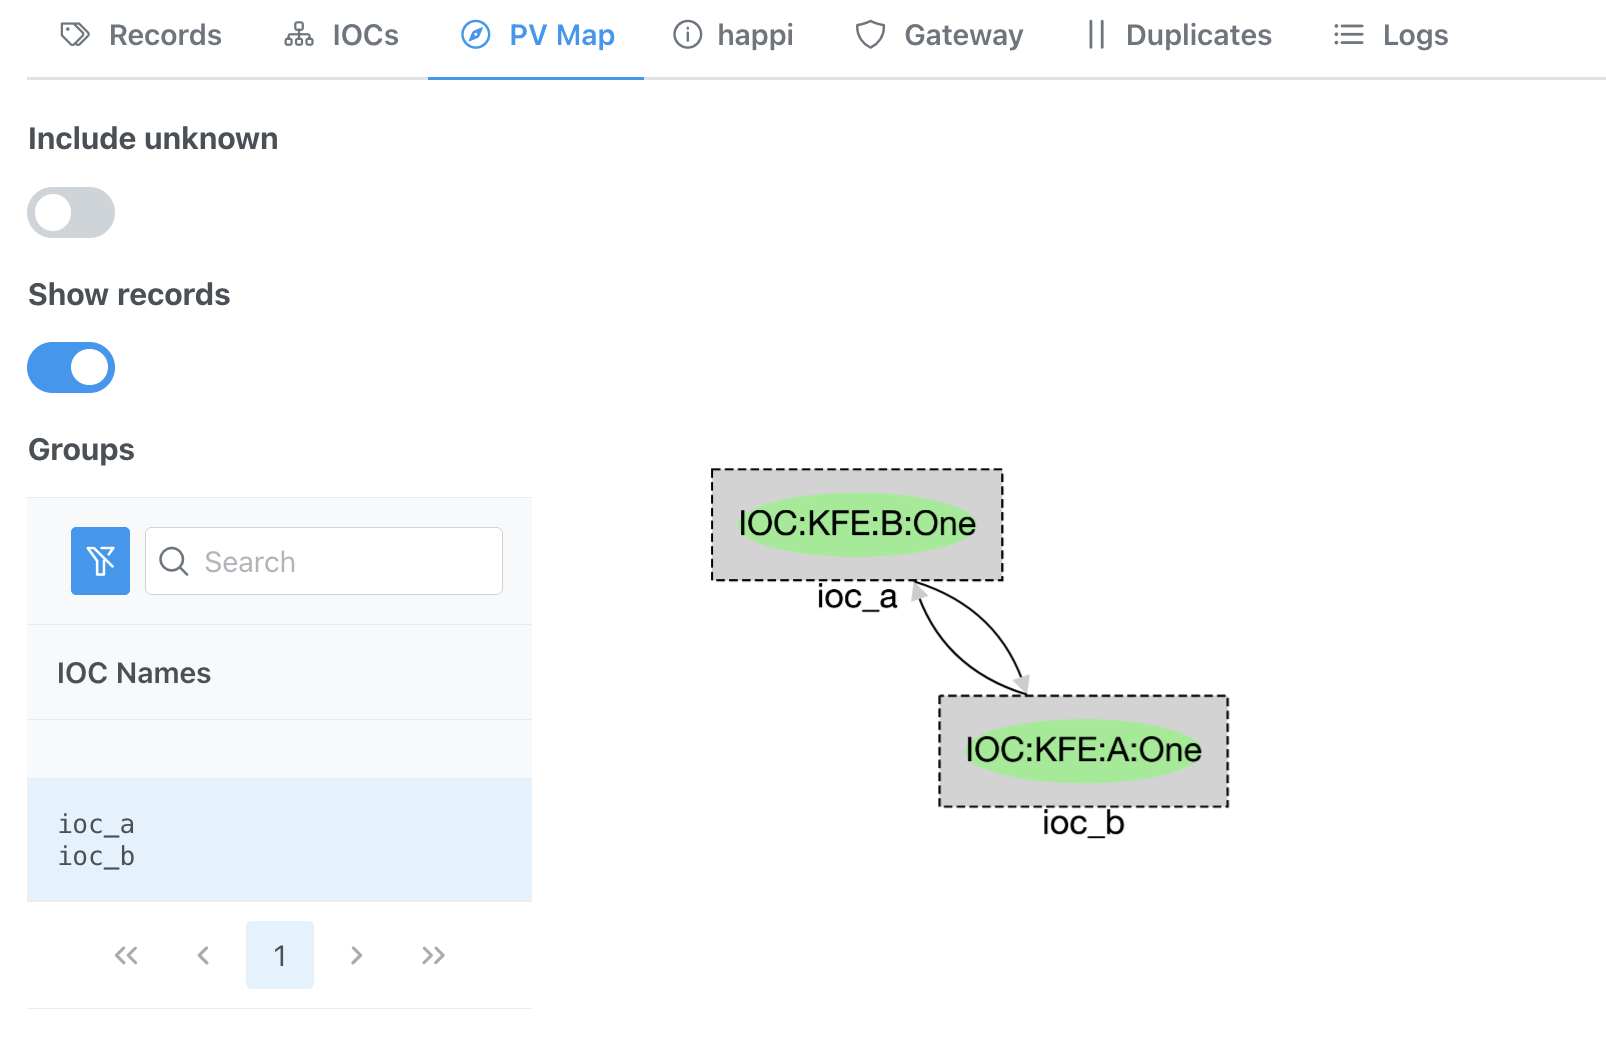 Records IOCs PV Map happi Gateway Duplicates Logs
Include unknown
Show records
Groups
Search
IOC Names
ioc_a
ioc_b
1
IOC:KFE:B:One
ioc_a
IOC:KFE:A:One
ioc_b